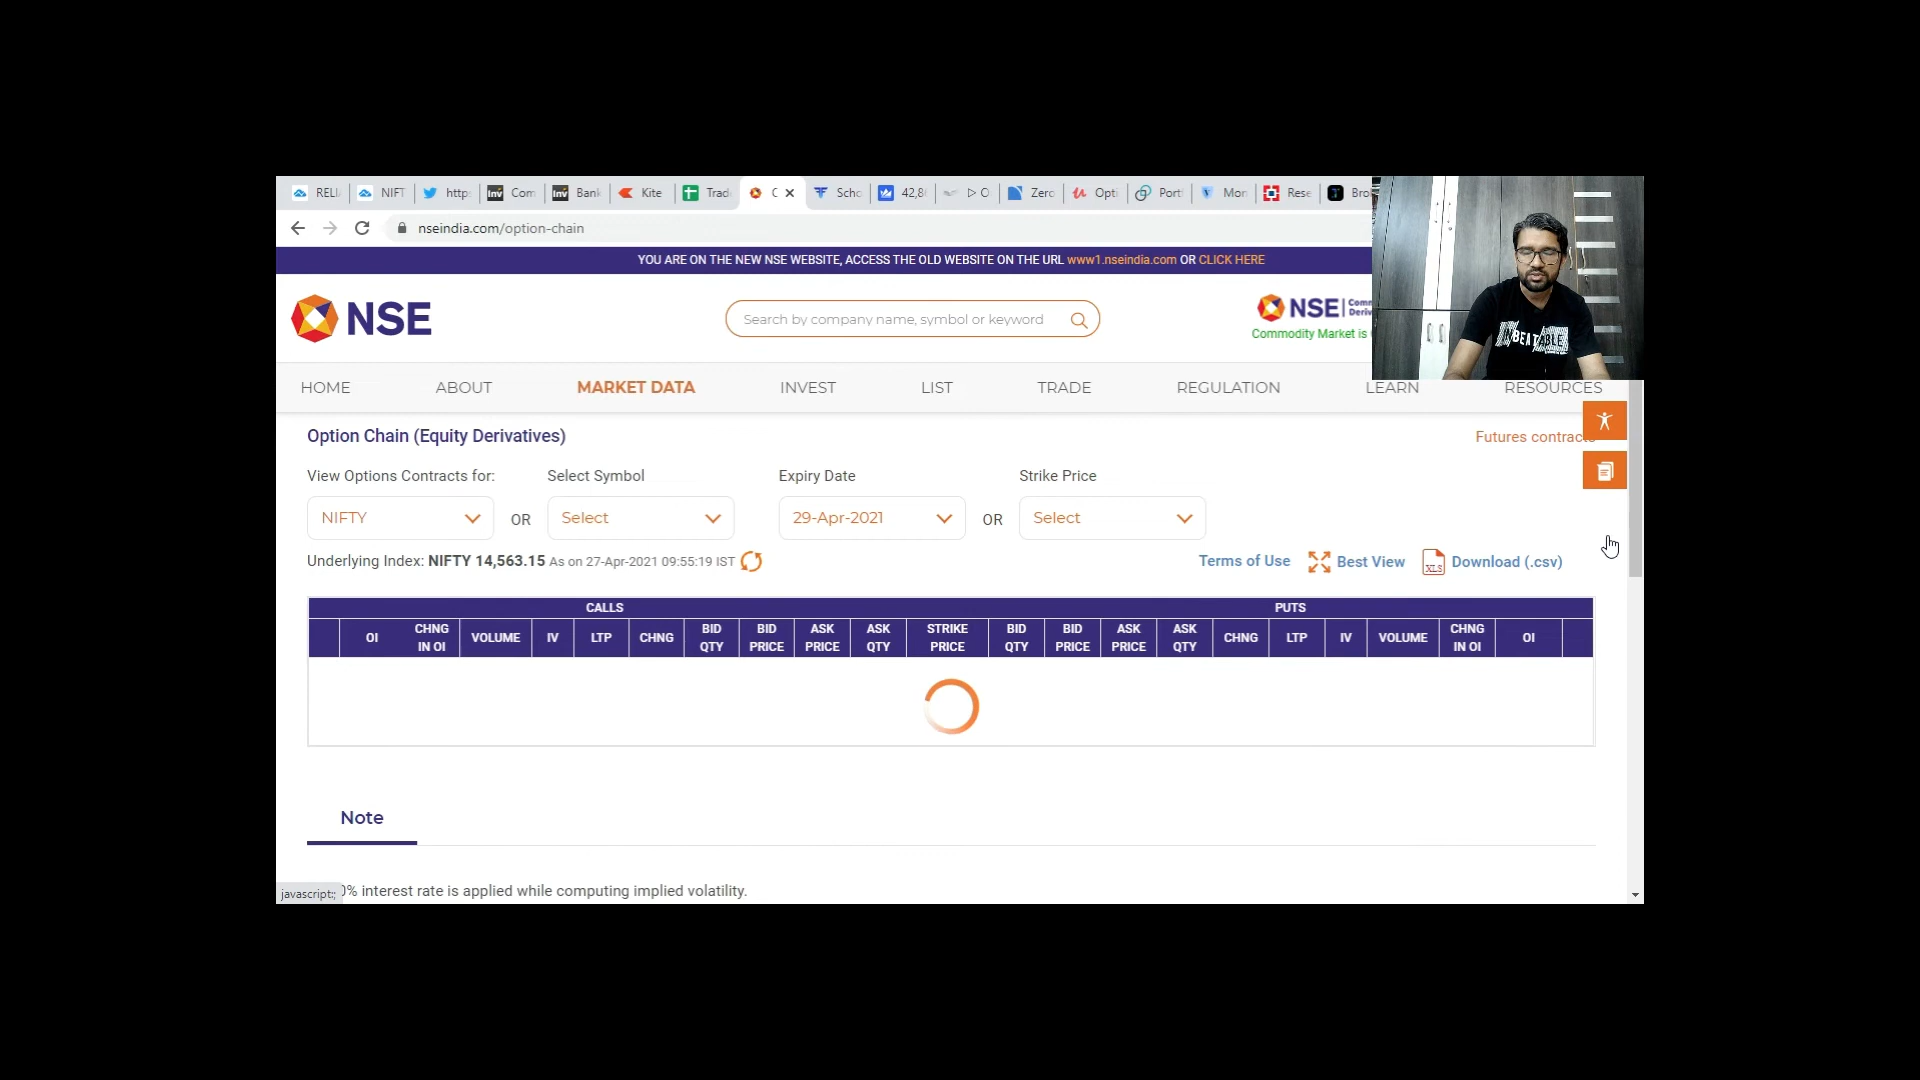 RELI NIFT http: Com Bank Kite Trad C Scho 42,8 O Zero Opti Port Mon Rese Bro
nseindia.com/option-chain
YOU ARE ON THE NEW NSE WEBSITE, ACCESS THE OLD WEBSITE ON THE URL www1.nseindia.com OR CLICK HERE
NSE
Search by company name, symbol or keyword
NSE
Commodity Market is
HOME ABOUT MARKET DATA INVEST LIST TRADE REGULATION LEARN RESOURCES
Option Chain (Equity Derivatives)
Futures contracts
View Options Contracts for: Select Symbol Expiry Date Strike Price
NIFTY OR Select 29-Apr-2021 OR Select
Underlying Index: NIFTY 14,563.15 As on 27-Apr-2021 09:55:19 IST
Terms of Use Best View XLS Download (.csv)
CALLS PUTS
OI CHNG IN OI VOLUME IV LTP CHNG BID QTY BID PRICE ASK PRICE ASK QTY STRIKE PRICE BID QTY BID PRICE ASK PRICE ASK QTY CHNG LTP IV VOLUME CHNG IN OI OI
Note
0% interest rate is applied while computing implied volatility.
javascript:;